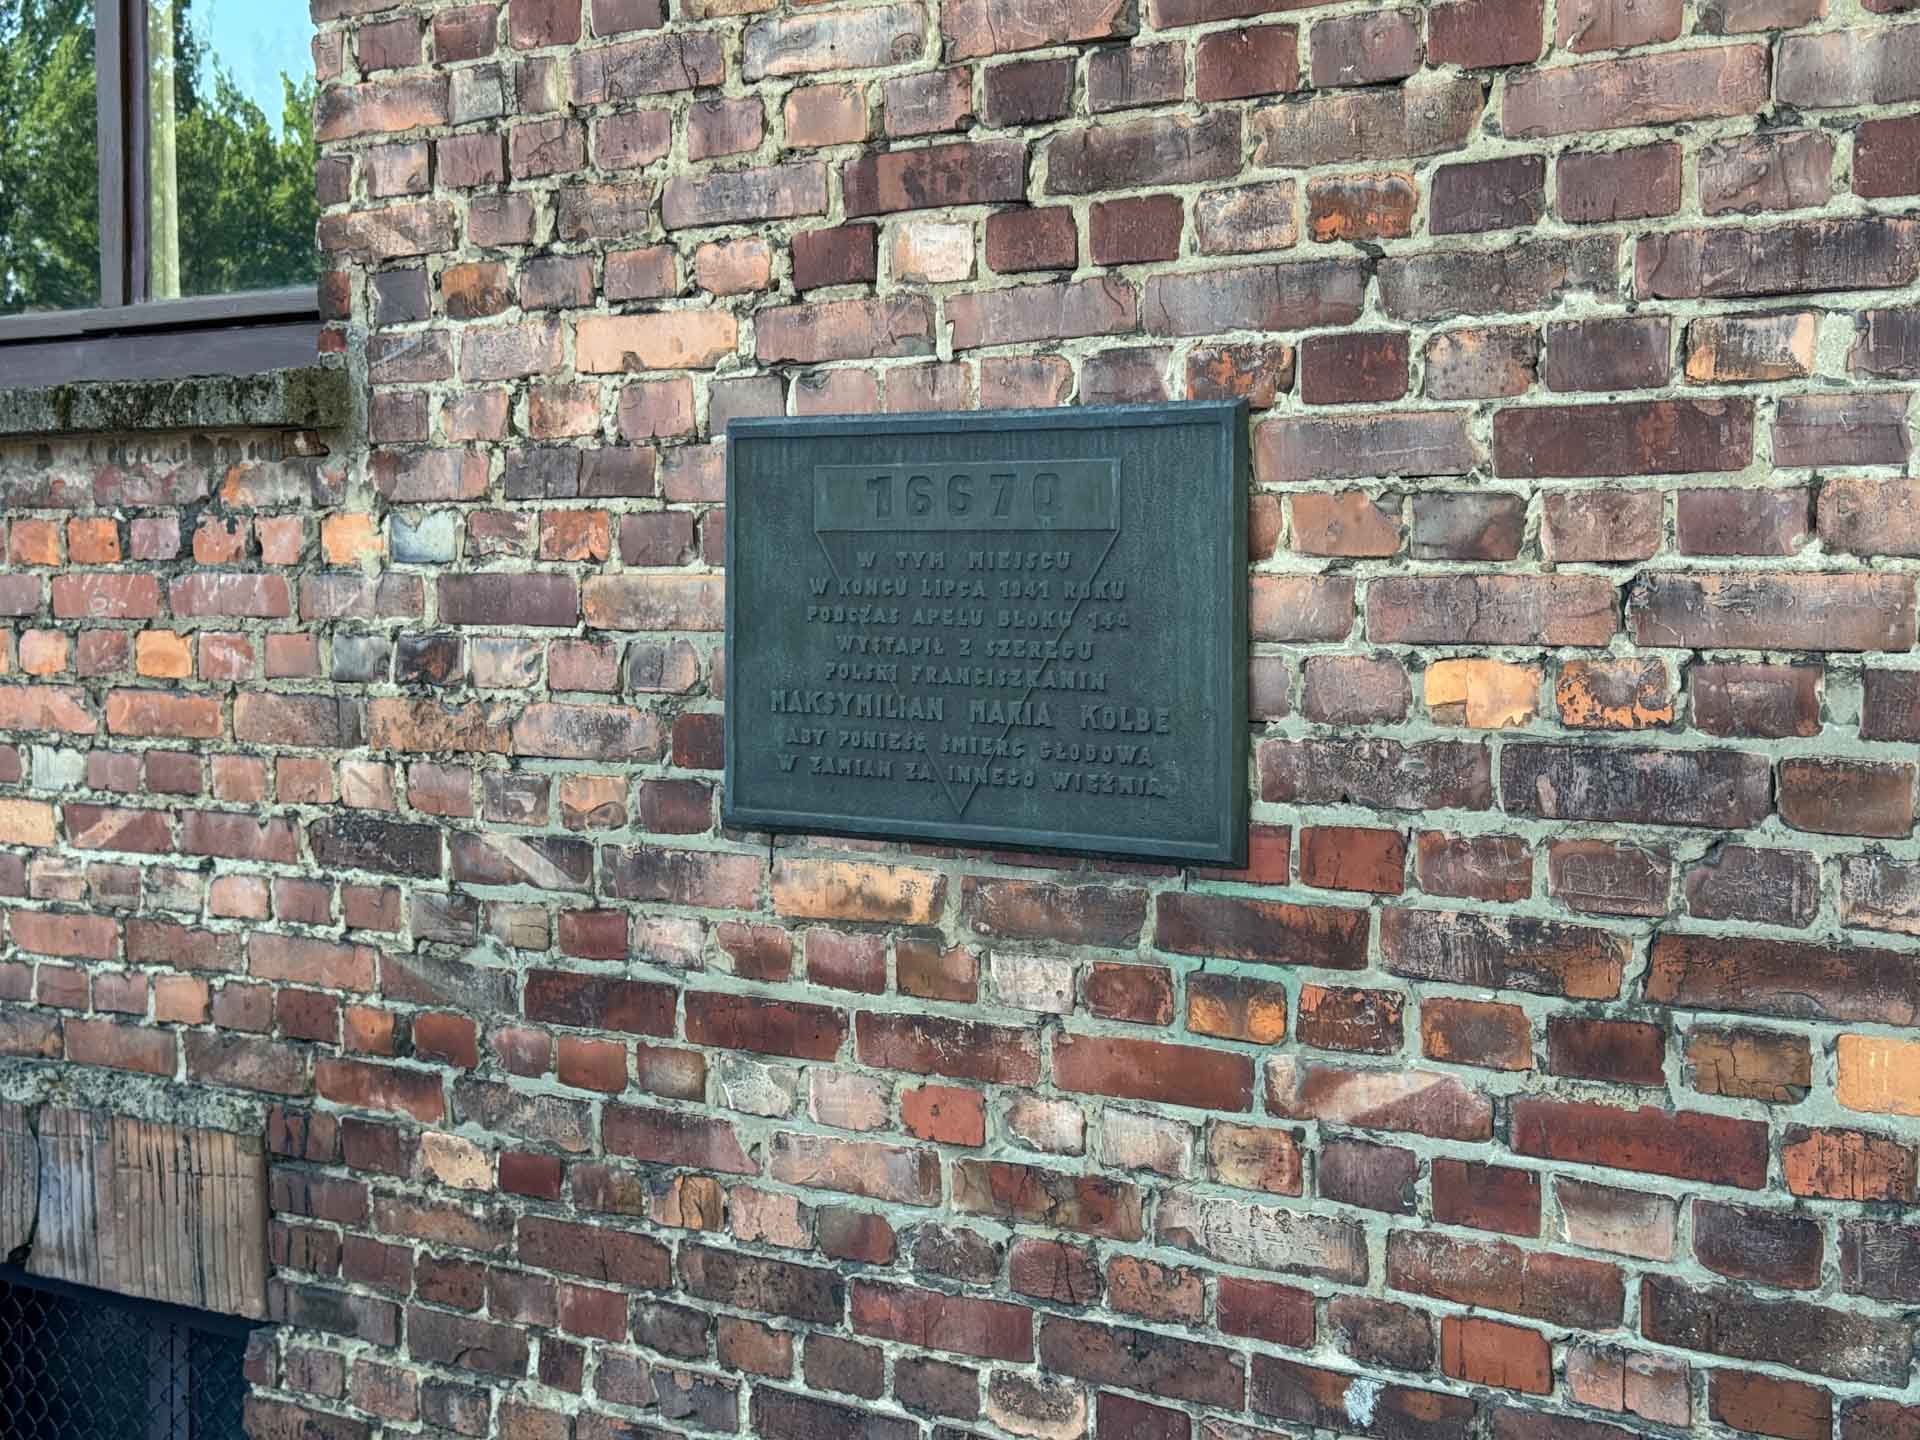 16670
W TYM MIEJSCU
W KOŃCU LIPCA 1941 ROKU
PODCZAS APELU BLOKU 14a
WYSTĄPIŁ Z SZEREGU
POLSKI FRANCISZKANIN
MAKSYMILIAN MARIA KOLBE
ABY PONIEŚĆ ŚMIERĆ GŁODOWĄ
W ZAMIAN ZA INNEGO WIĘŹNIA